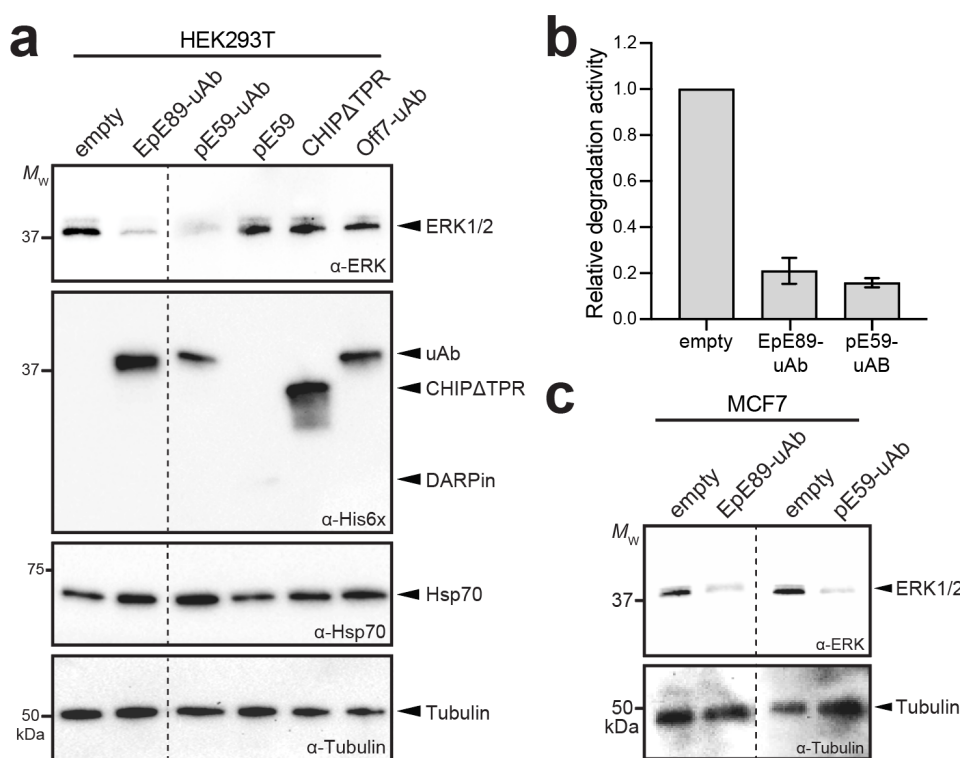 a
HEK293T
empty
EpE89-uAb
pE59-uAb
pE59
CHIPΔTPR
Off7-uAb
Mw
37
ERK1/2
α-ERK
37
uAb
CHIPΔTPR
DARPin
α-His6x
75
Hsp70
α-Hsp70
50
kDa
Tubulin
α-Tubulin
b
Relative degradation activity
1.2
1.0
0.8
0.6
0.4
0.2
0.0
empty
EpE89-
uAb
pE59-
uAB
c
MCF7
empty
EpE89-uAb
empty
pE59-uAb
Mw
37
ERK1/2
α-ERK
50
kDa
Tubulin
α-Tubulin